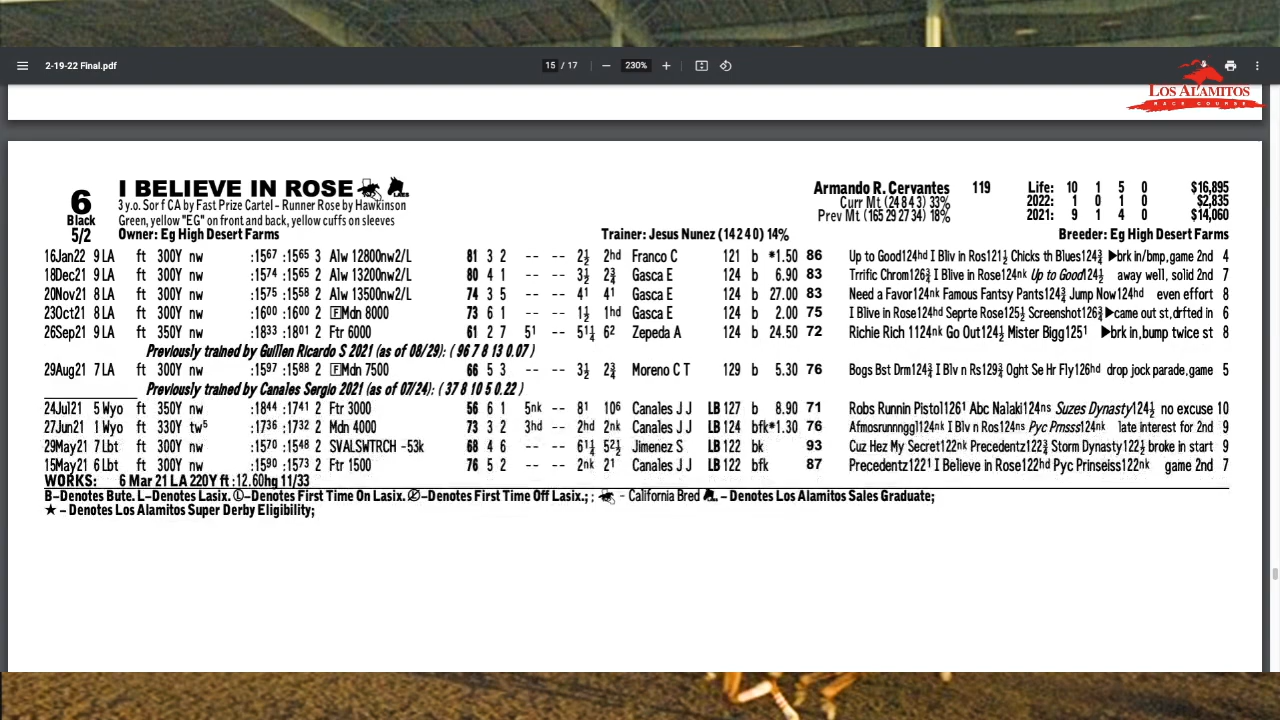 2-19-22 Final.pdf 15 / 17 230%
LOS ALAMITOS
RACE COURSE
6 I BELIEVE IN ROSE Armando R. Cervantes 119 Life: 10 1 5 0 $16,895
3 y.o. Sor f CA by Fast Prize Cartel - Runner Rose by Hawkinson Curr Mt (24 8 4 3) 33% 2022: 1 0 1 0 $2,835
Black Green, yellow "EG" on front and back, yellow cuffs on sleeves Prev Mt (165 29 27 34) 18% 2021: 9 1 4 0 $14,060
5/2 Owner: Eg High Desert Farms Trainer: Jesus Nunez (14 2 4 0) 14% Breeder: Eg High Desert Farms
16Jan22 9 LA ft 300Y nw :15⁶⁷ :15⁶⁵ 3 Alw 12800nw2/L 81 3 2 -- -- 2½ 2hd Franco C 121 b *1.50 86 Up to Good124hd I Bliv in Ros121½ Chicks th Blues124¾ ▶brk in/bmp,game 2nd 4
18Dec21 9 LA ft 300Y nw :15⁷⁴ :15⁶⁵ 2 Alw 13200nw2/L 80 4 1 -- -- 3½ 2¾ Gasca E 124 b 6.90 83 Trrific Chrom126¾ I Blive in Rose124nk Up to Good124½ away well, solid 2nd 7
20Nov21 8 LA ft 300Y nw :15⁷⁵ :15⁵⁸ 2 Alw 13500nw2/L 74 3 5 -- -- 4¹ 4¹ Gasca E 124 b 27.00 83 Need a Favor124nk Famous Fantsy Pants124¾ Jump Now124hd even effort 8
23Oct21 8 LA ft 300Y nw :16⁰⁰ :16⁰⁰ 2 🄵Mdn 8000 73 6 1 -- -- 1½ 1hd Gasca E 124 b 2.00 75 I Blive in Rose124hd Seprte Rose125½ Screenshot126¾ ▶came out st,drfted in 6
26Sep21 9 LA ft 350Y nw :18³³ :18⁰¹ 2 Ftr 6000 61 2 7 5¹ -- 5¹¼ 6² Zepeda A 124 b 24.50 72 Richie Rich 1124nk Go Out124½ Mister Bigg125¹ ▶brk in,bump twice st 8
Previously trained by Guillen Ricardo S 2021 (as of 08/29): ( 96 7 8 13 0.07 )
29Aug21 7 LA ft 300Y nw :15⁹⁷ :15⁸⁸ 2 🄵Mdn 7500 66 5 3 -- -- 3½ 2¾ Moreno C T 129 b 5.30 76 Bogs Bst Drm124¾ I Blv n Rs129¾ Oght Se Hr Fly126hd drop jock parade,game 5
Previously trained by Canales Sergio 2021 (as of 07/24): ( 37 8 10 5 0.22 )
24Jul21 5 Wyo ft 350Y nw :18⁴⁴ :17⁴¹ 2 Ftr 3000 56 6 1 5nk -- 8¹ 10⁶ Canales J J LB 127 b 8.90 71 Robs Runnin Pistol126¹ Abc Nalaki124ns Suzes Dynasty124½ no excuse 10
27Jun21 1 Wyo ft 330Y tw⁵ :17³⁶ :17³² 2 Mdn 4000 73 3 2 3hd -- 2hd 2nk Canales J J LB 124 bfk*1.30 76 Afmosrunngg1124nk I Blv n Ros124ns Pyc Prnsss124nk late interest for 2nd 9
29May21 7 Lbt ft 300Y nw :15⁷⁰ :15⁴⁸ 2 SVALSWTRCH -53k 68 4 6 -- -- 6¹¼ 5²½ Jimenez S LB 122 bk 93 Cuz Hez My Secret122nk Precedentz122¾ Storm Dynasty122½ broke in start 9
15May21 6 Lbt ft 300Y nw :15⁹⁰ :15⁷³ 2 Ftr 1500 76 5 2 -- -- 2nk 2¹ Canales J J LB 122 bfk 87 Precedentz122¹ I Believe in Rose122hd Pyc Prinseiss122nk game 2nd 7
WORKS: 6 Mar 21 LA 220Y ft :12.60hg 11/33
B-Denotes Bute. L-Denotes Lasix. Ⓛ-Denotes First Time On Lasix. -Denotes First Time Off Lasix.; ; - California Bred - Denotes Los Alamitos Sales Graduate;
★ - Denotes Los Alamitos Super Derby Eligibility;